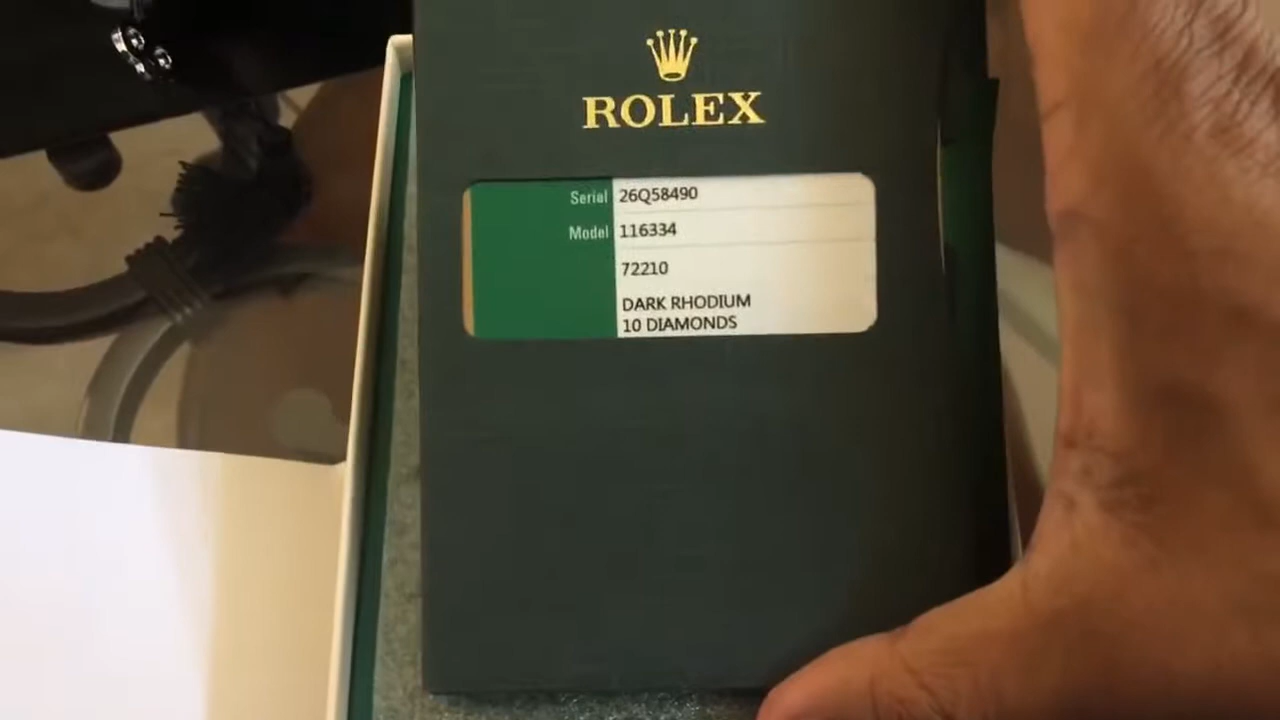 ROLEX
Serial 26Q58490
Model 116334
72210
DARK RHODIUM
10 DIAMONDS